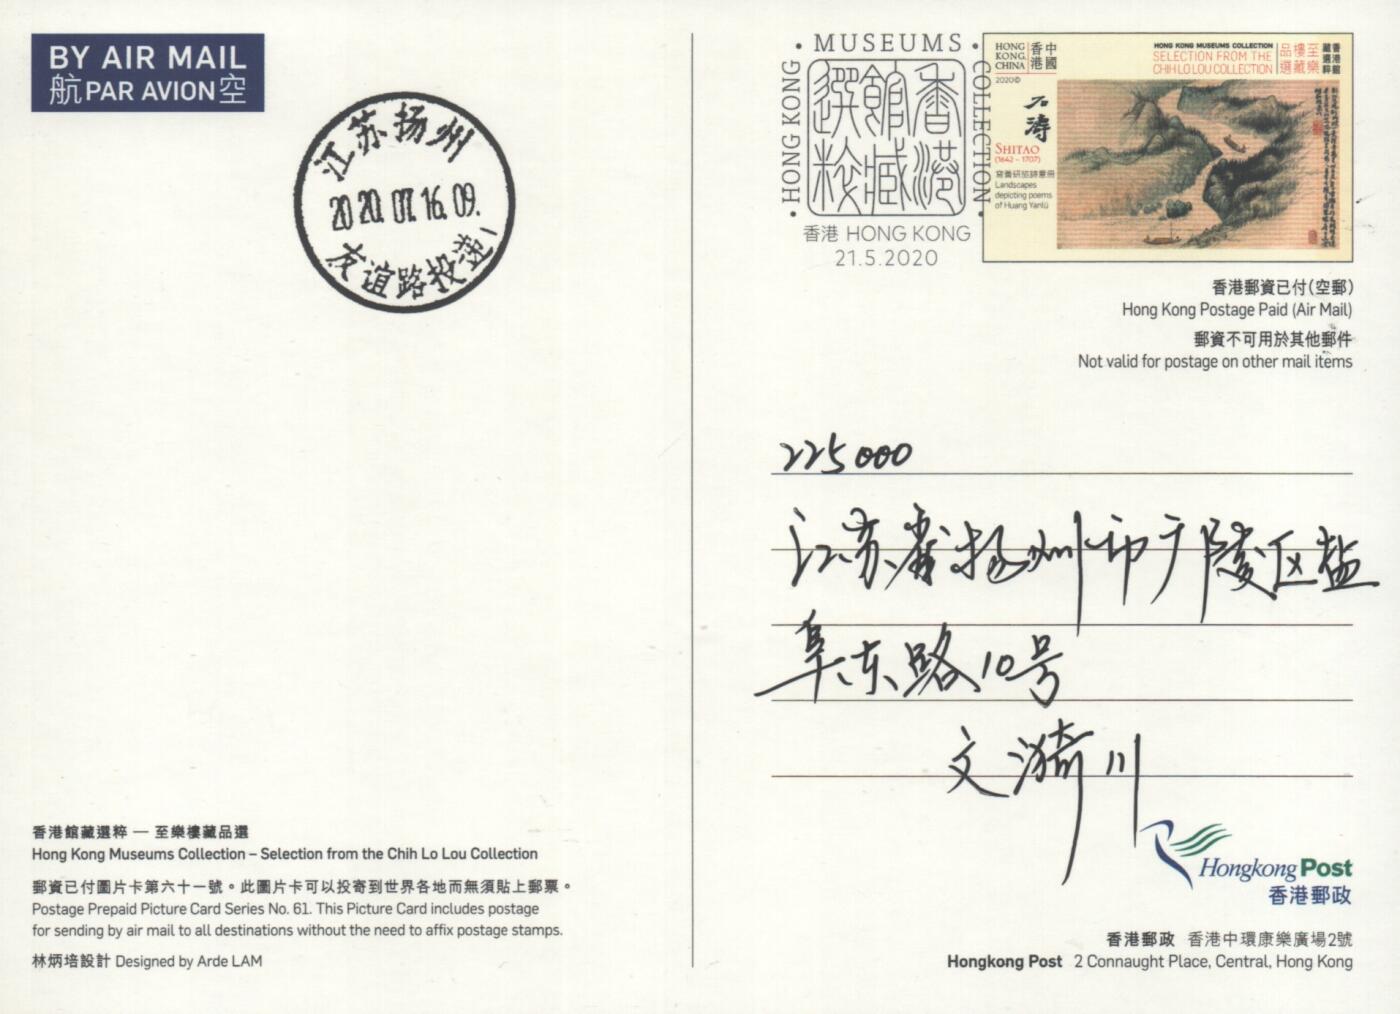 BY AIR MAIL
航 PAR AVION 空
江苏扬州
2020.07.16.09.
友谊路投递1
• MUSEUMS •
• HONG KONG
COLLECTION •
香港館藏選粹
香港 HONG KONG
21.5.2020
HONG KONG, CHINA
中國香港
2020©
HONG KONG MUSEUMS COLLECTION
SELECTION FROM THE
CHIH LO LOU COLLECTION
香港館藏選粹
至樂樓藏品選
石濤
SHITAO
(1642 – 1707)
Landscapes
depicting poems
of Huang Yanlü
香港郵資已付(空郵)
Hong Kong Postage Paid (Air Mail)
郵資不可用於其他郵件
Not valid for postage on other mail items
225000
江苏省扬州市广陵区盐
阜东路10号
文漪川
香港館藏選粹 — 至樂樓藏品選
Hong Kong Museums Collection – Selection from the Chih Lo Lou Collection
郵資已付圖片卡第六十一號。此圖片卡可以投寄到世界各地而無須貼上郵票。
Postage Prepaid Picture Card Series No. 61. This Picture Card includes postage
for sending by air mail to all destinations without the need to affix postage stamps.
林炳培設計 Designed by Arde LAM
Hongkong Post
香港郵政
香港郵政 香港中環康樂廣場2號
Hongkong Post 2 Connaught Place, Central, Hong Kong